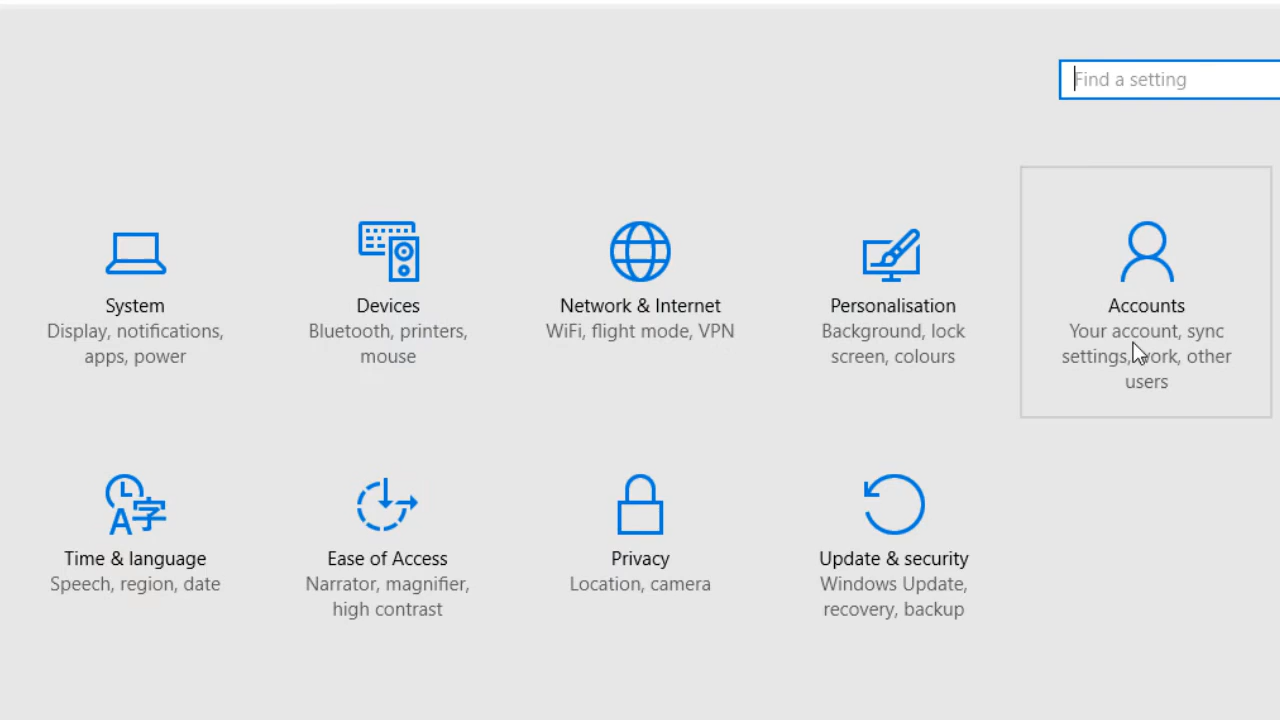 Find a setting
System
Display, notifications,
apps, power
Devices
Bluetooth, printers,
mouse
Network & Internet
WiFi, flight mode, VPN
Personalisation
Background, lock
screen, colours
Accounts
Your account, sync
settings, work, other
users
Time & language
Speech, region, date
Ease of Access
Narrator, magnifier,
high contrast
Privacy
Location, camera
Update & security
Windows Update,
recovery, backup